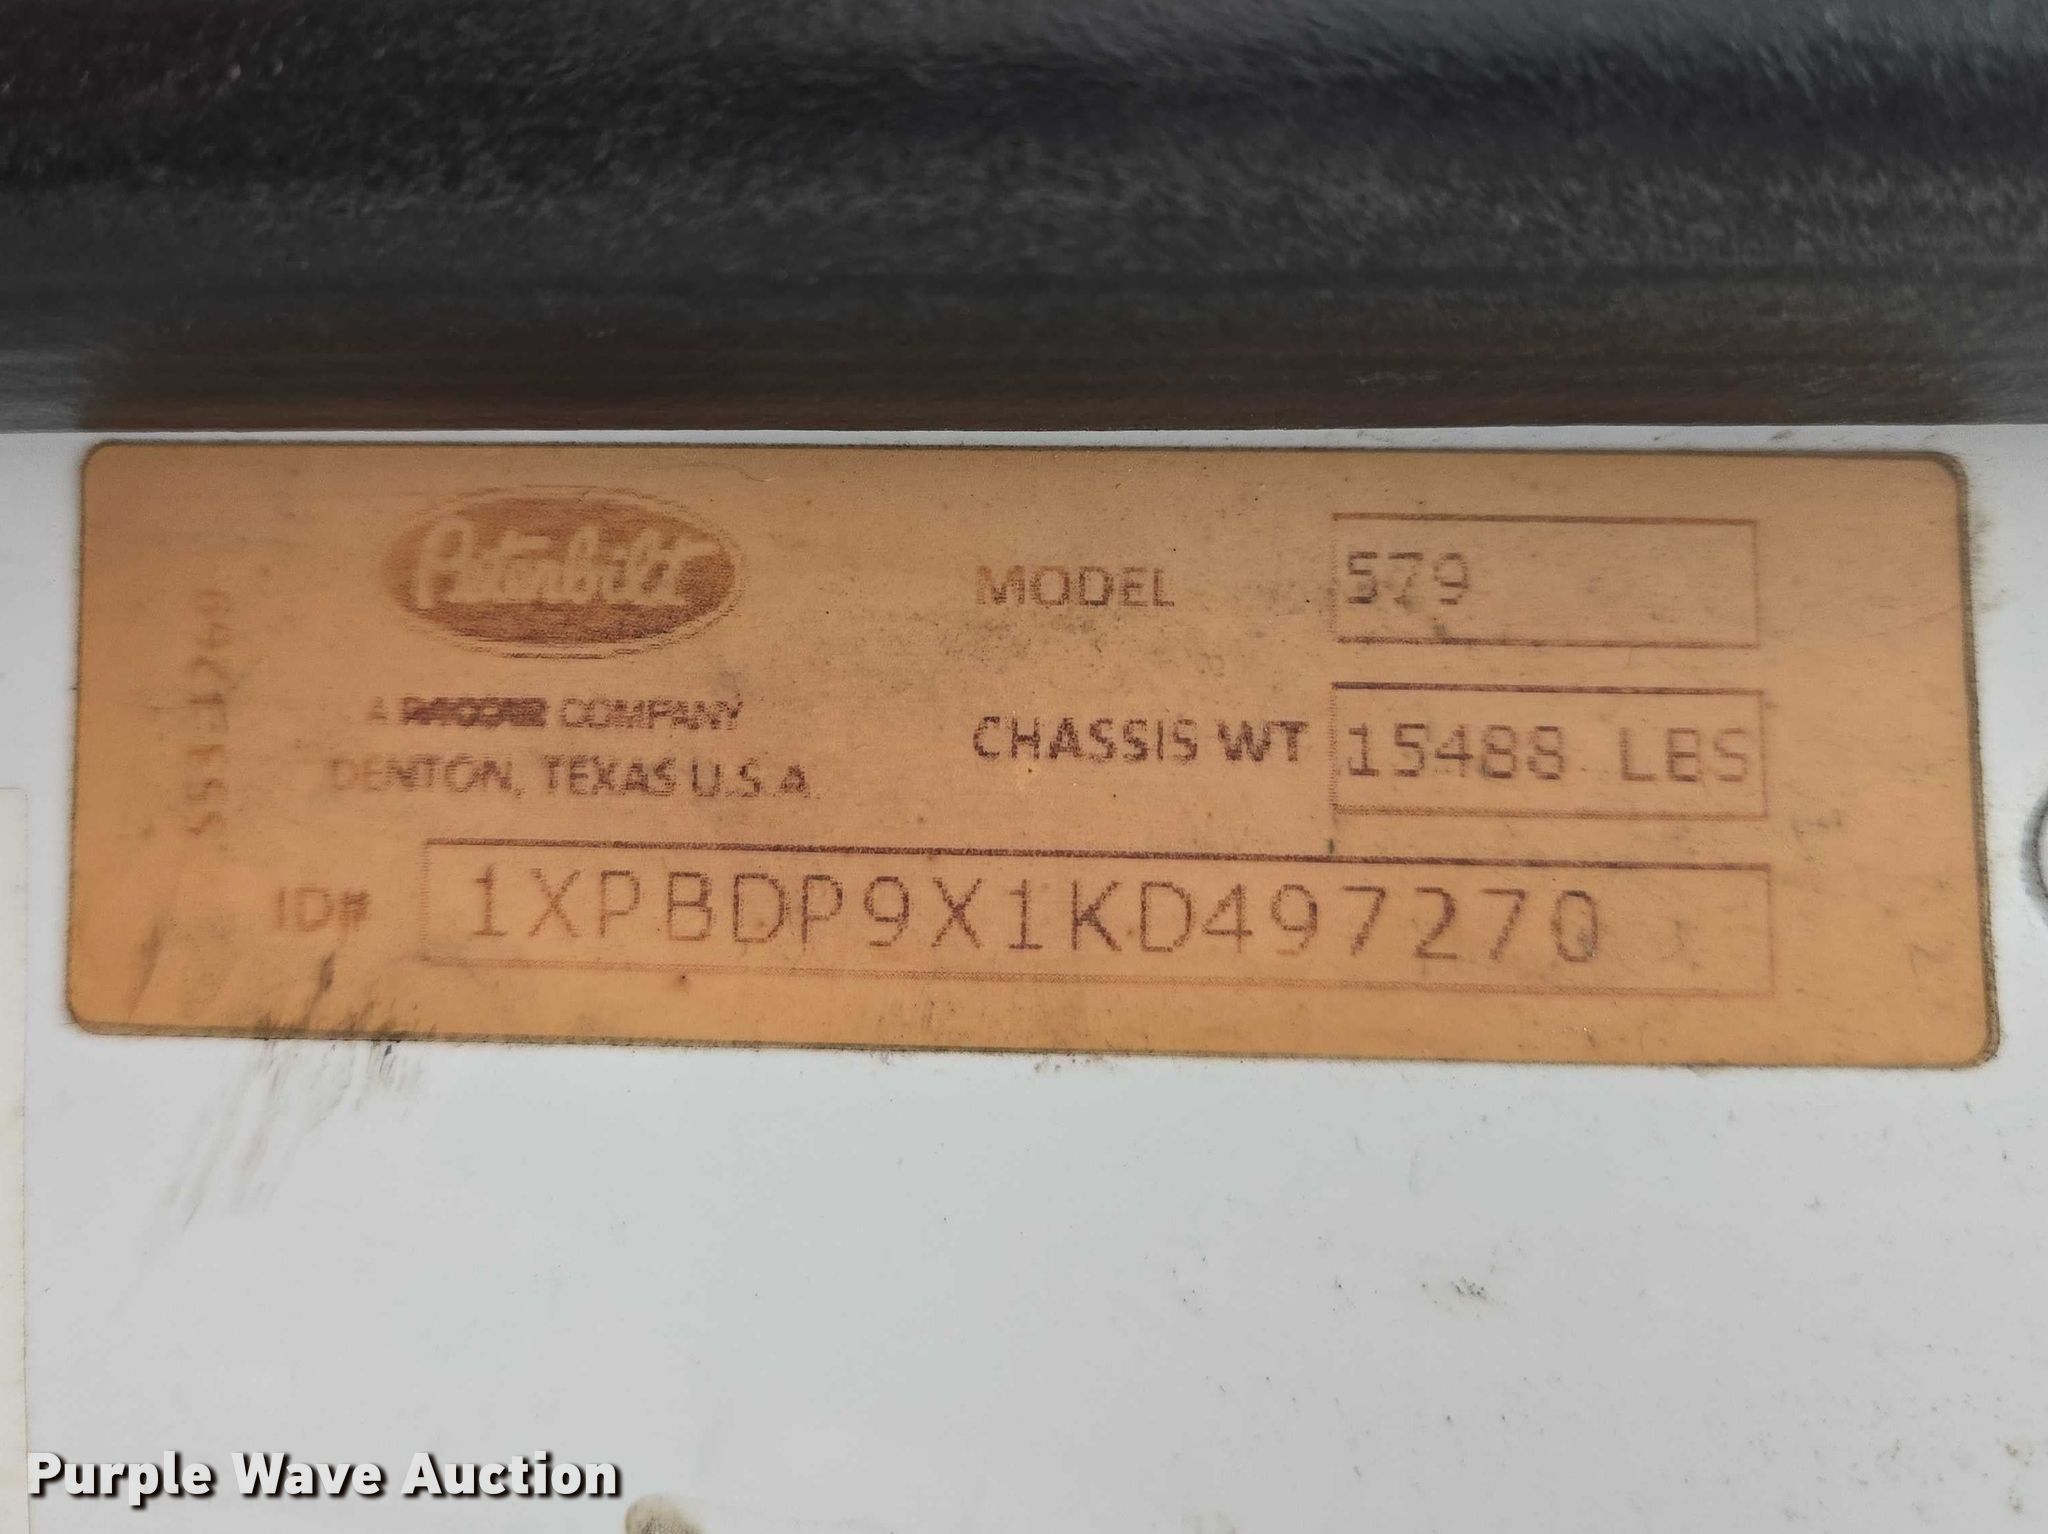 Peterbilt
A PACCAR COMPANY
DENTON, TEXAS U.S.A.
MODEL 579
CHASSIS WT 15488 LBS
ID# 1XPBDP9X1KD497270
Purple Wave Auction